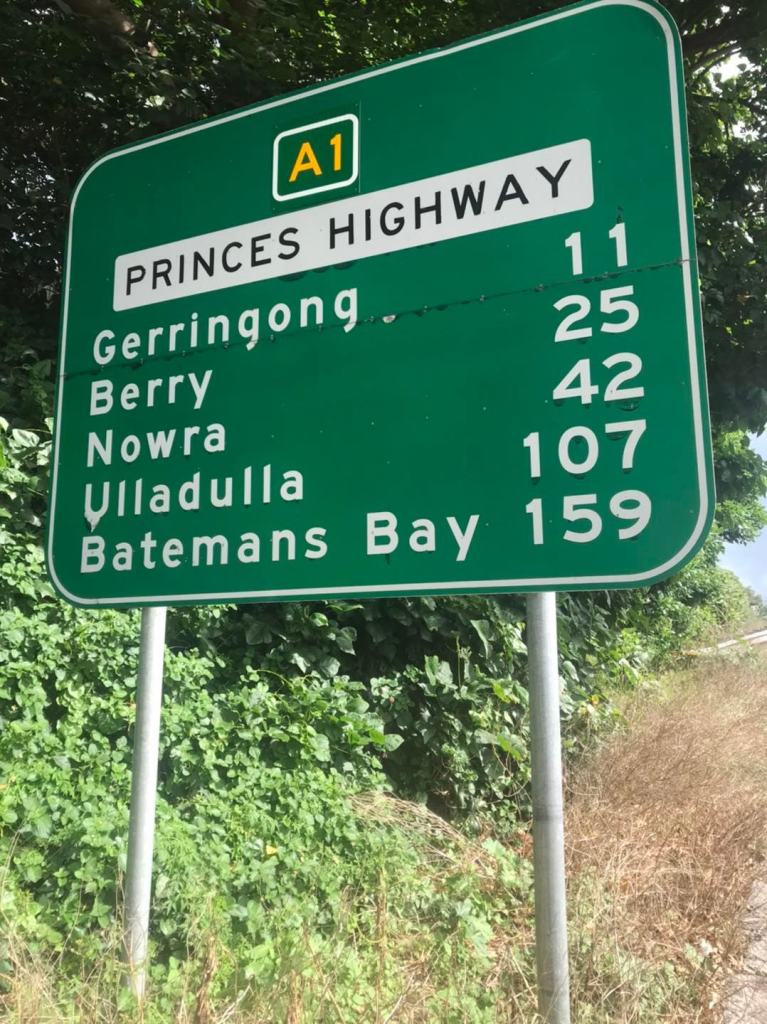 A1
PRINCES HIGHWAY
Gerringong 11
Berry 25
Nowra 42
Ulladulla 107
Batemans Bay 159